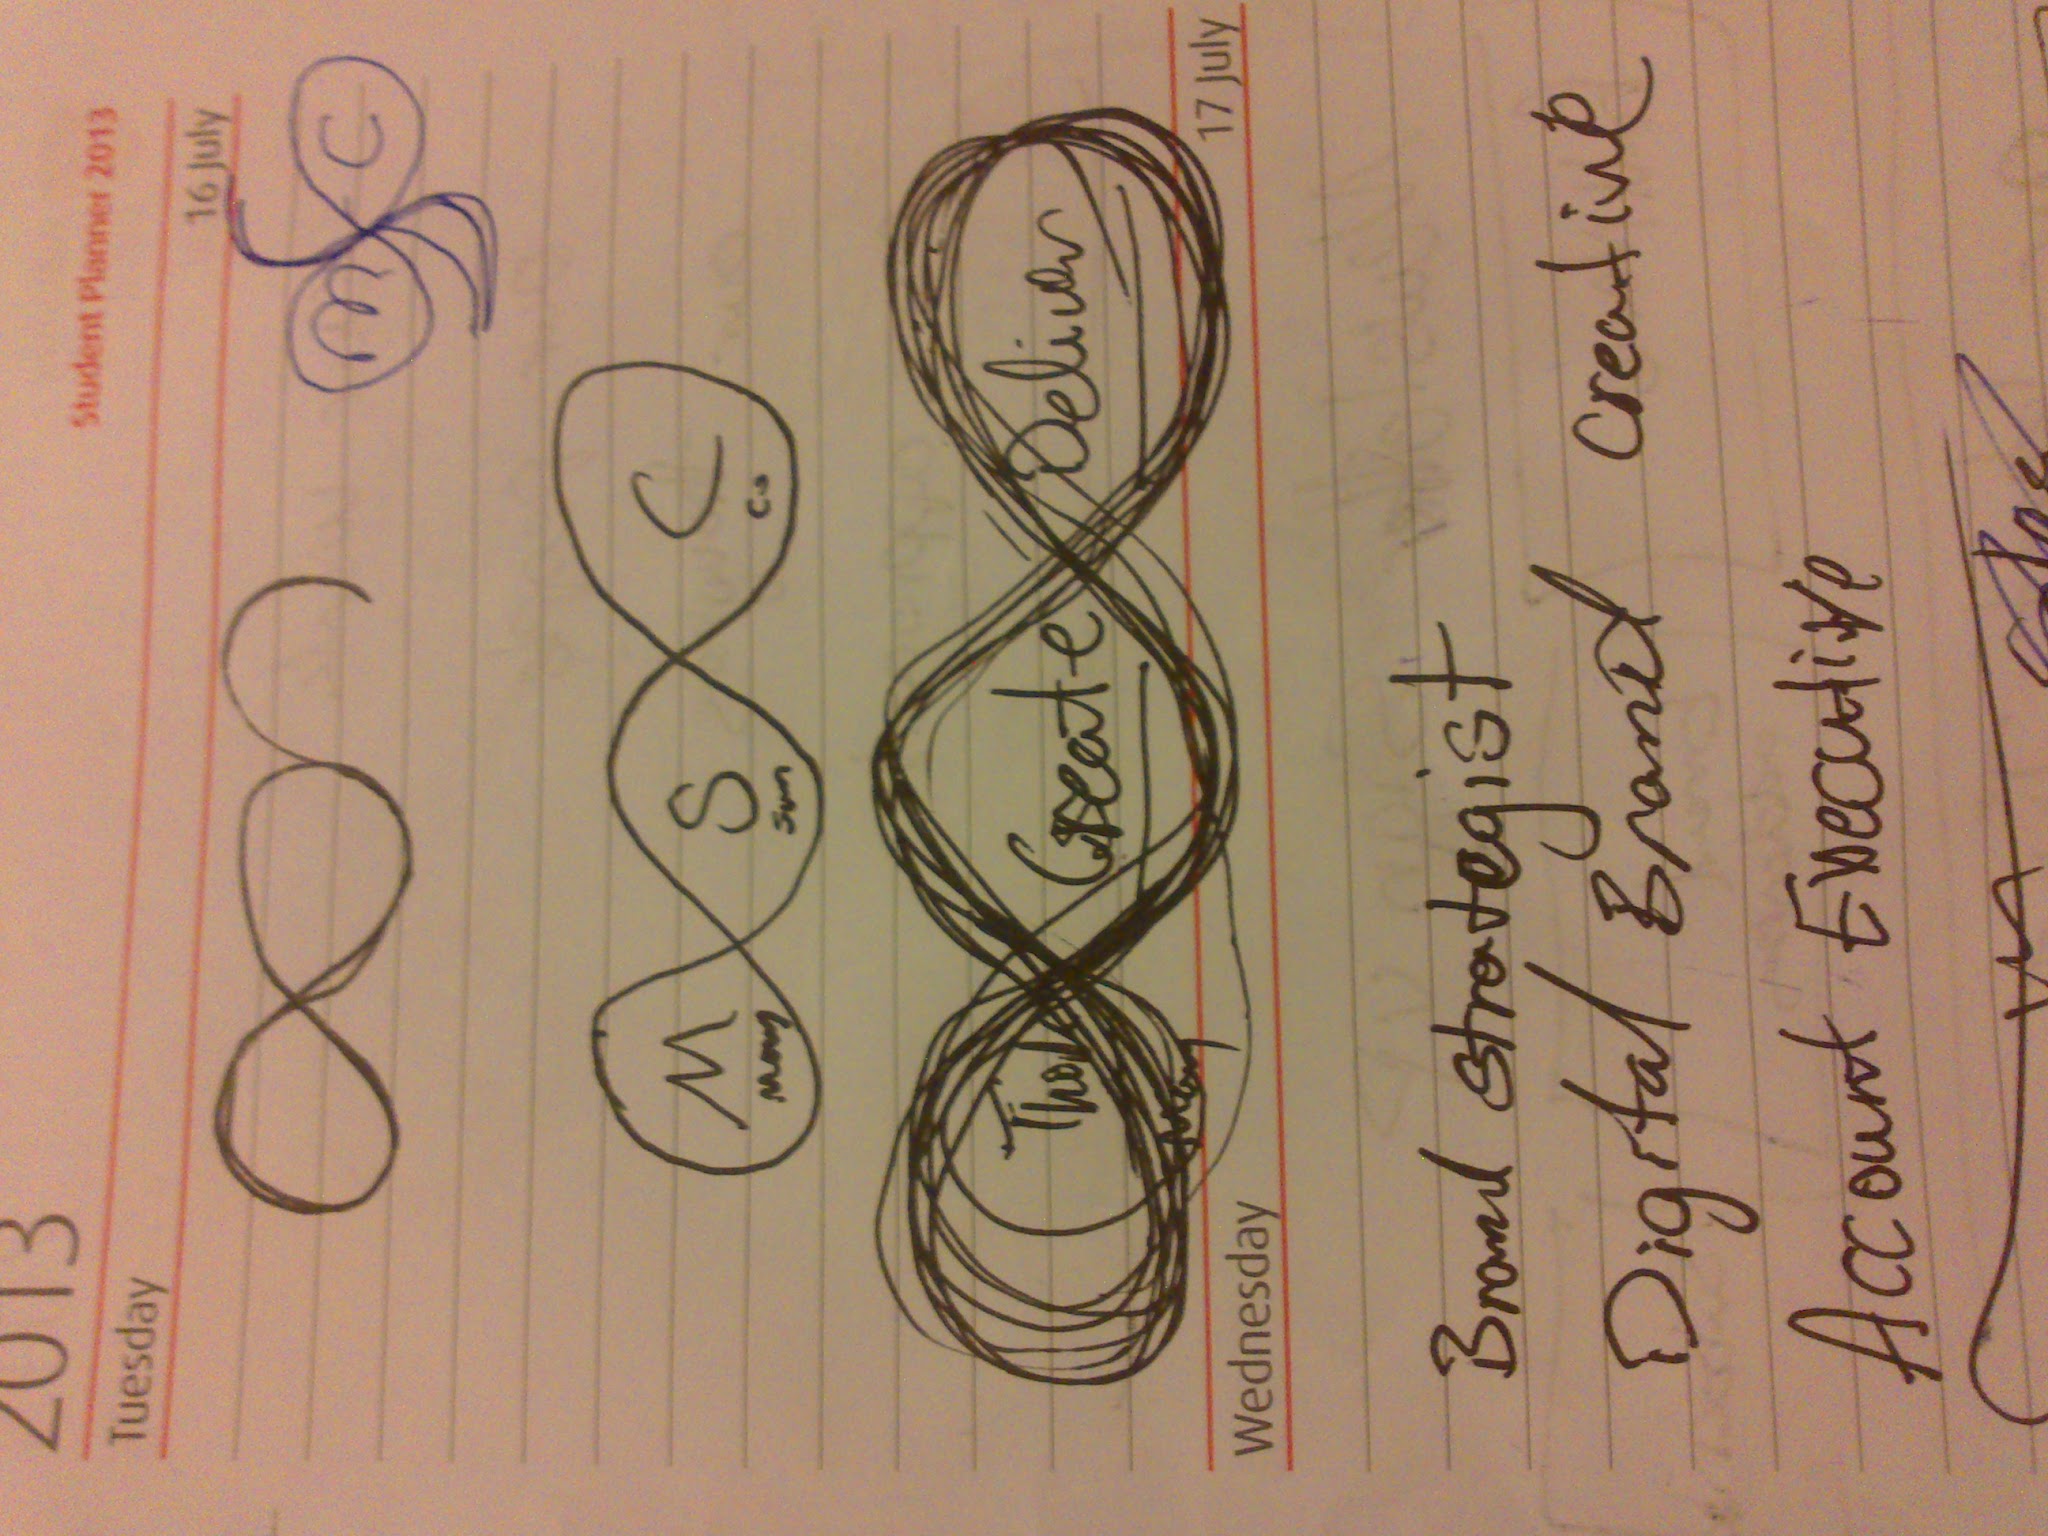 2013
Student Planner 2013
Tuesday
16 July
M C
M S C
Many Sun Co
Think Create Deliver
Many
Wednesday
17 July
Brand strategist
Digital Brand creative
Account Executive